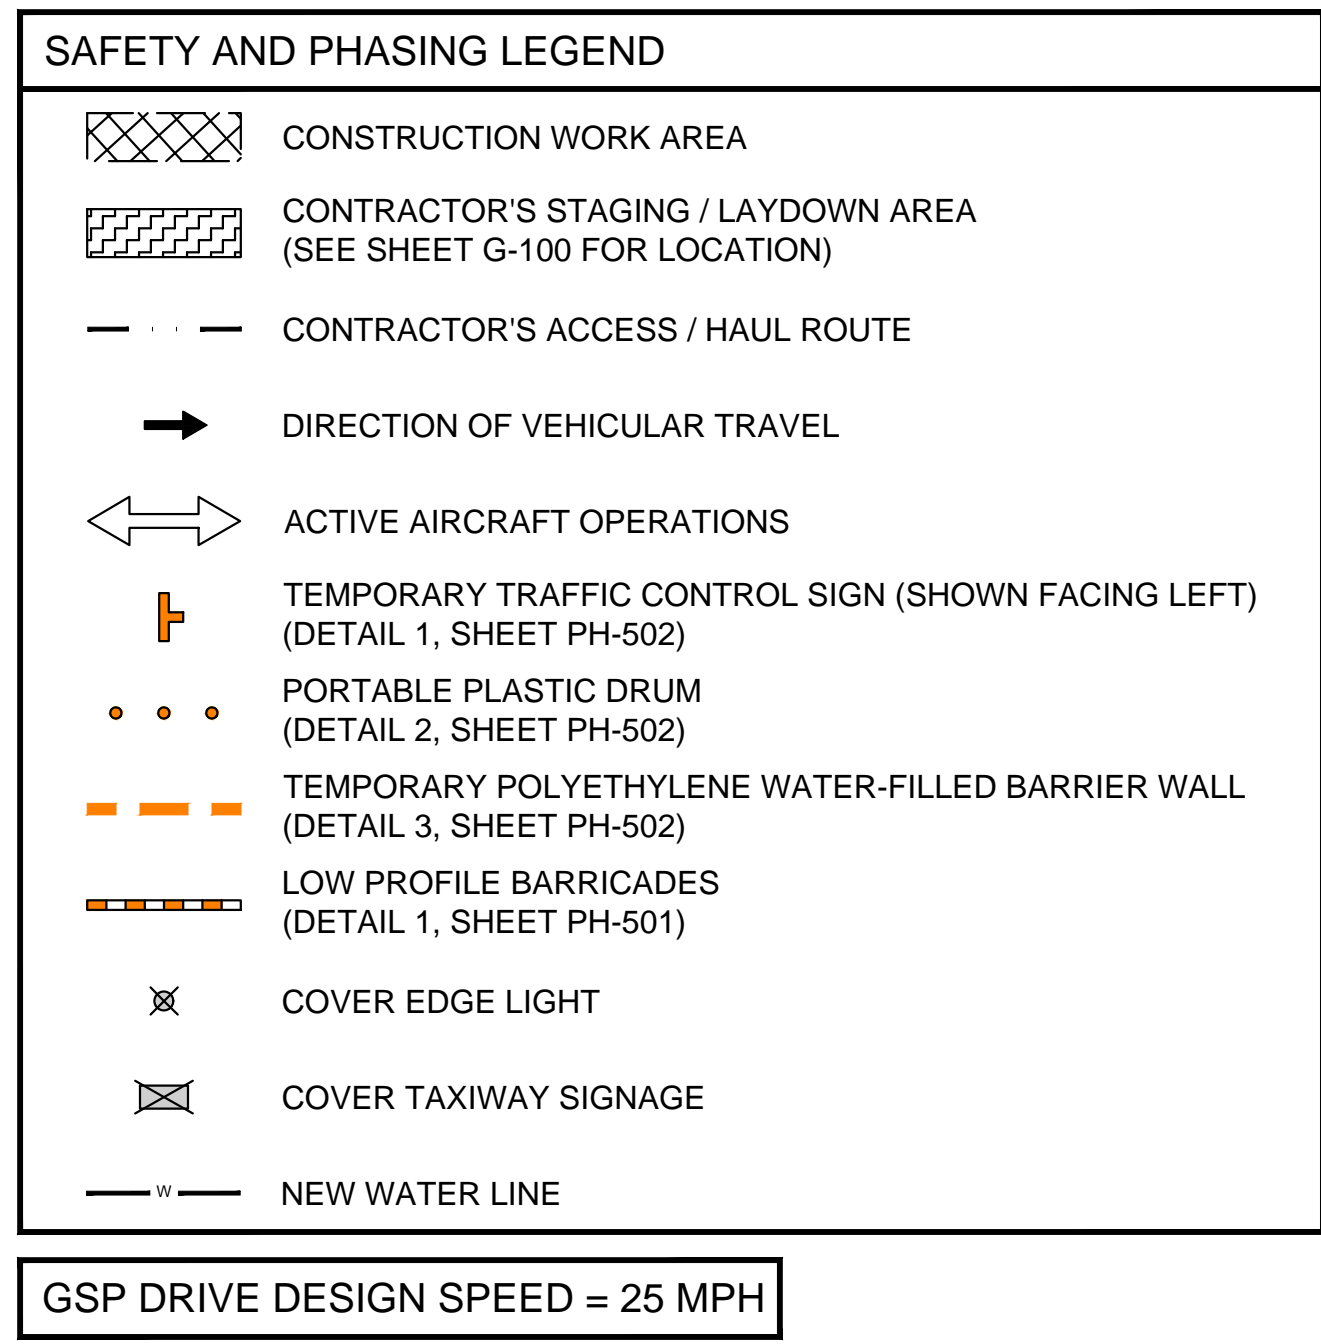 SAFETY AND PHASING LEGEND
CONSTRUCTION WORK AREA
CONTRACTOR'S STAGING / LAYDOWN AREA
(SEE SHEET G-100 FOR LOCATION)
CONTRACTOR'S ACCESS / HAUL ROUTE
DIRECTION OF VEHICULAR TRAVEL
ACTIVE AIRCRAFT OPERATIONS
TEMPORARY TRAFFIC CONTROL SIGN (SHOWN FACING LEFT)
(DETAIL 1, SHEET PH-502)
PORTABLE PLASTIC DRUM
(DETAIL 2, SHEET PH-502)
TEMPORARY POLYETHYLENE WATER-FILLED BARRIER WALL
(DETAIL 3, SHEET PH-502)
LOW PROFILE BARRICADES
(DETAIL 1, SHEET PH-501)
COVER EDGE LIGHT
COVER TAXIWAY SIGNAGE
W NEW WATER LINE
GSP DRIVE DESIGN SPEED = 25 MPH